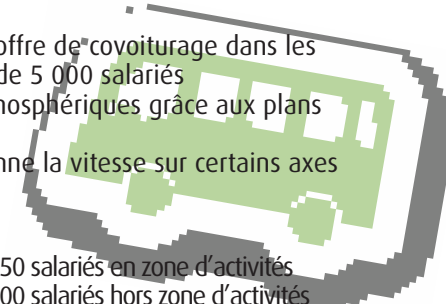 offre de covoiturage dans les
de 5 000 salariés
mosphériques grâce aux plans
nne la vitesse sur certains axes
50 salariés en zone d'activités
00 salariés hors zone d'activités